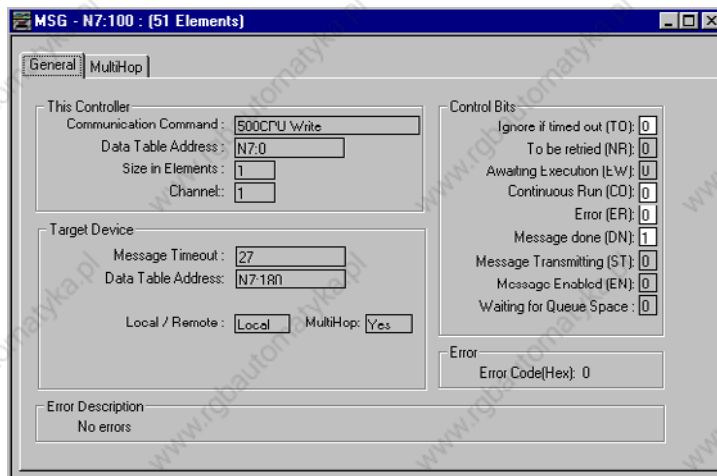 MSG - N7:100 : (51 Elements)
General
MultiHop
This Controller
Communication Command : 500CPU Write
Data Table Address : N7:0
Size in Elements : 1
Channel: 1
Target Device
Message Timeout : 27
Data Table Address: N7:180
Local / Remote : Local MultiHop: Yes
Control Bits
Ignore if timed out (TO): 0
To be retried (NR): 0
Awaiting Execution (EW): 0
Continuous Run (CO): 0
Error (ER): 0
Message done (DN): 1
Message Transmitting (ST): 0
Message Enabled (EN): 0
Waiting for Queue Space : 0
Error
Error Code(Hex): 0
Error Description
No errors
www.rgbautomatyka.pl